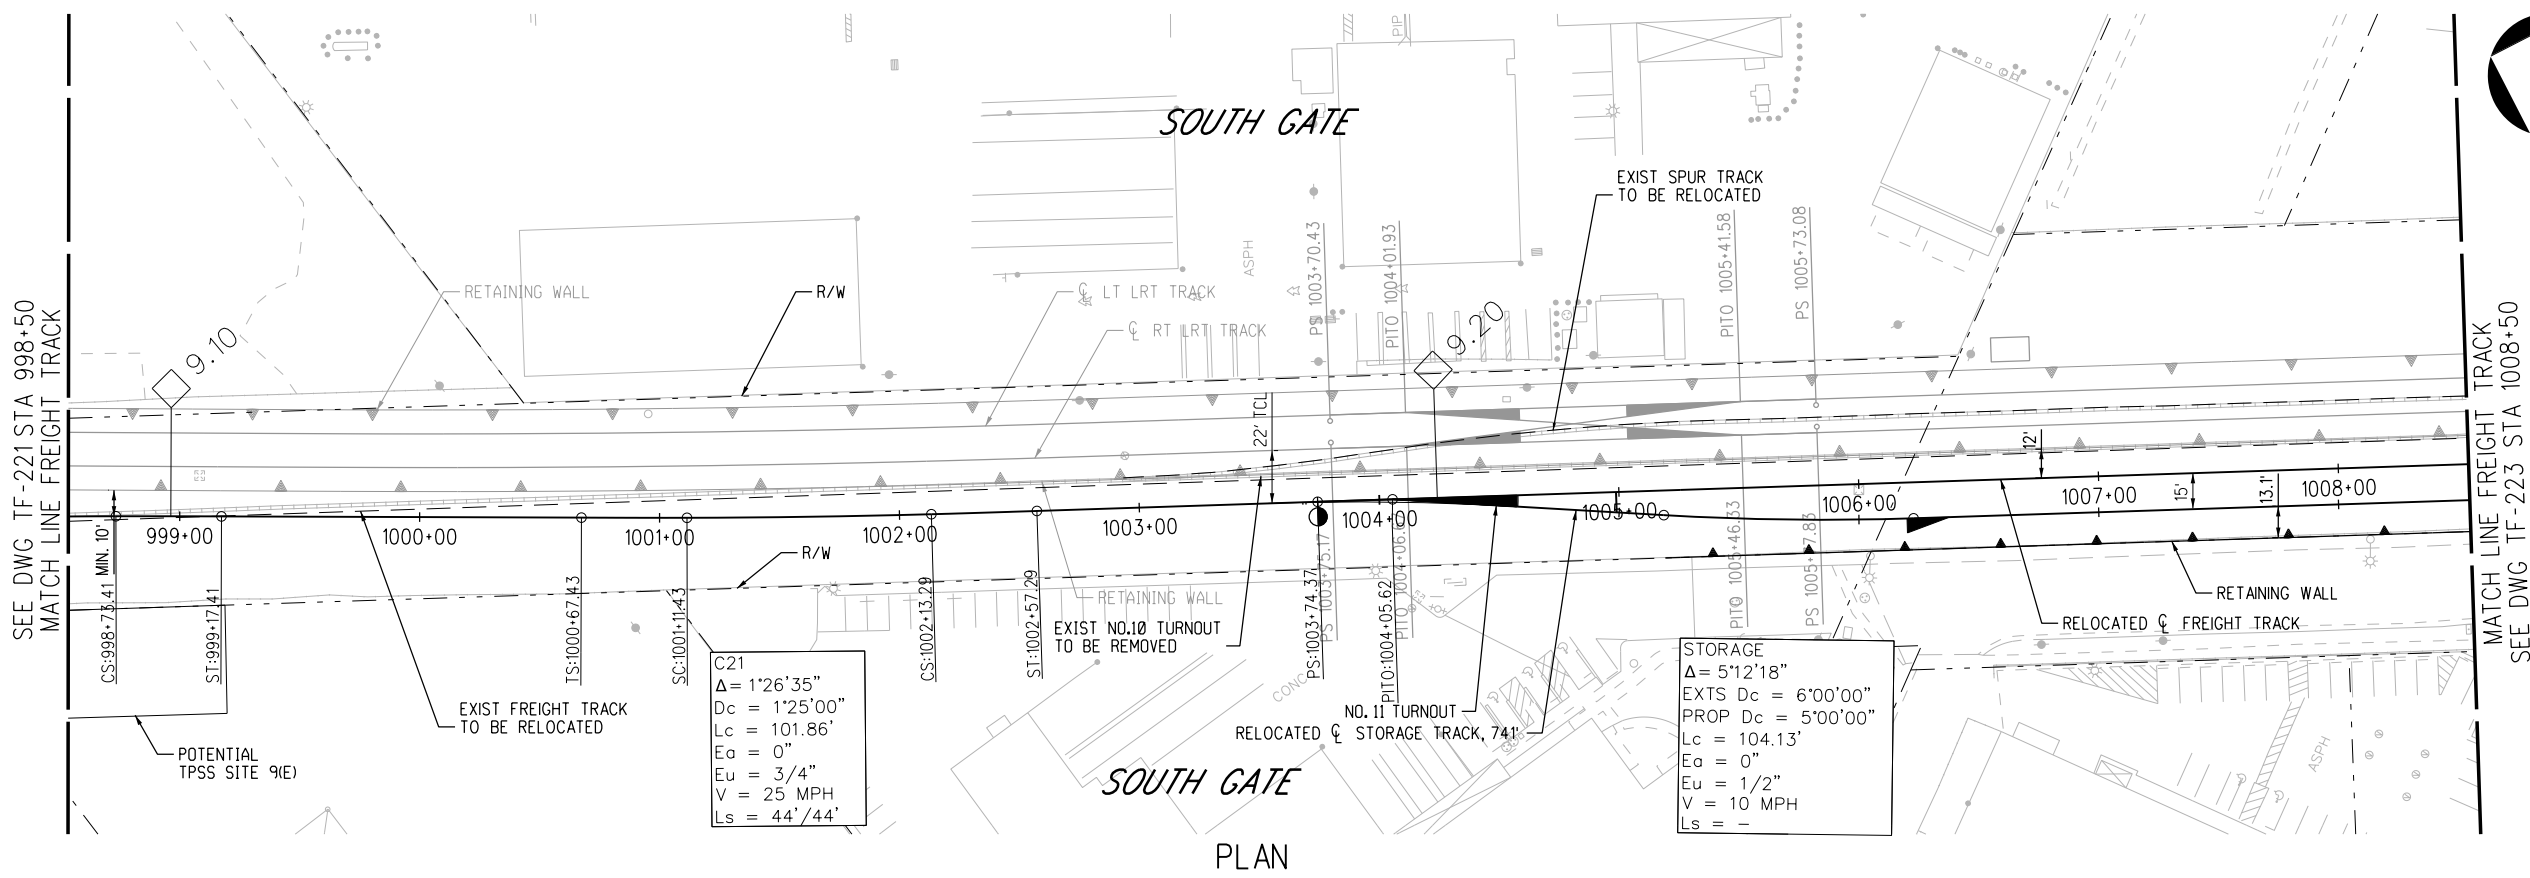 SEE DWG TF-221 STA 998+50
MATCH LINE FREIGHT TRACK
SOUTH GATE
EXIST SPUR TRACK
TO BE RELOCATED
RETAINING WALL
R/W
℄ LT LRT TRACK
℄ RT LRT TRACK
ASPH
PIP
PS 1003+70.43
PITO 1004+01.93
PITO 1005+41.58
PS 1005+73.08
9.10
9.20
22' TCL
12'
15'
13.1'
MIN. 10'
999+00
1000+00
1001+00
1002+00
1003+00
1004+00
1005+00
1006+00
1007+00
1008+00
CS:998+73.41
ST:999+17.41
TS:1000+67.43
SC:1001+11.43
CS:1002+13.29
ST:1002+57.29
PS:1003+74.37
PS 1003+75.17
PITO:1004+05.62
PITO 1005+46.33
R/W
RETAINING WALL
EXIST NO.10 TURNOUT
TO BE REMOVED
EXIST FREIGHT TRACK
TO BE RELOCATED
POTENTIAL
TPSS SITE 9(E)
C21
Δ= 1°26'35"
Dc = 1°25'00"
Lc = 101.86'
Ea = 0"
Eu = 3/4"
V = 25 MPH
Ls = 44'/44'
CONC
NO. 11 TURNOUT
RELOCATED ℄ STORAGE TRACK, 741'
STORAGE
Δ= 5°12'18"
EXTS Dc = 6°00'00"
PROP Dc = 5°00'00"
Lc = 104.13'
Ea = 0"
Eu = 1/2"
V = 10 MPH
Ls = -
RETAINING WALL
RELOCATED ℄ FREIGHT TRACK
ASPH
SOUTH GATE
MATCH LINE FREIGHT TRACK
SEE DWG TF-223 STA 1008+50
PLAN